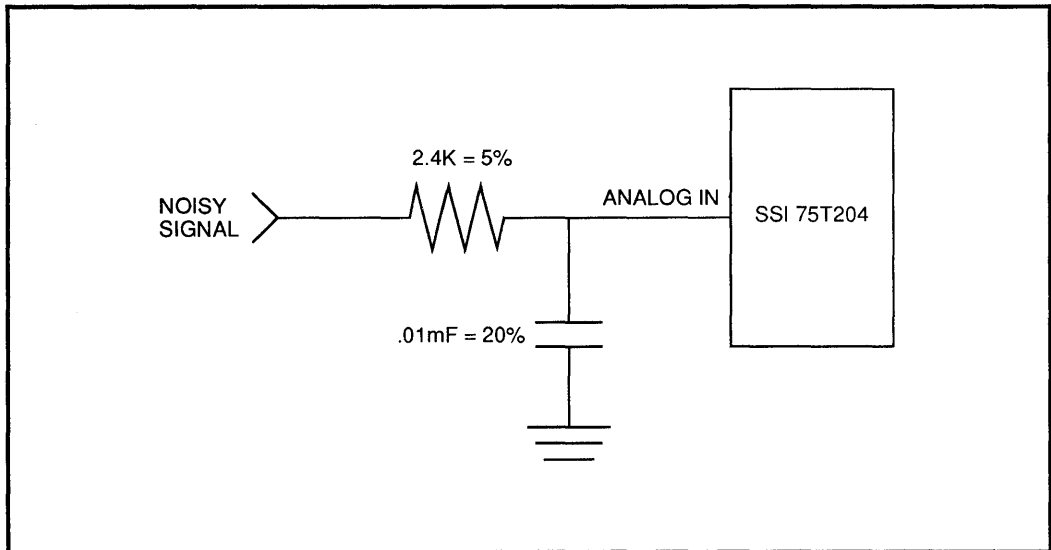 2.4K = 5%
NOISY
SIGNAL
ANALOG IN
SSI 75T204
.01mF = 20%